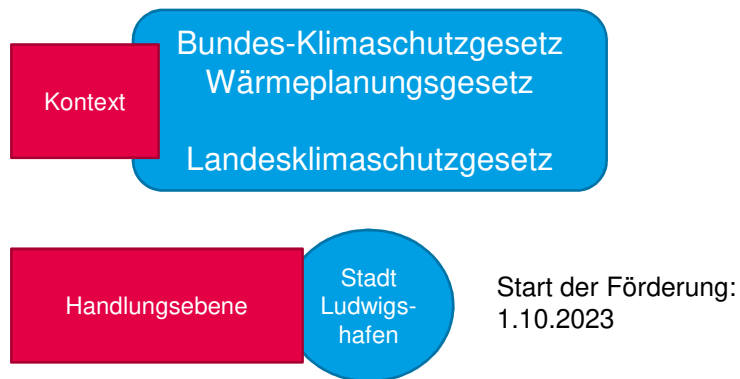 Bundes-Klimaschutzgesetz
Wärmeplanungsgesetz
Kontext
Landesklimaschutzgesetz
Handlungsebene
Stadt
Ludwigs-
hafen
Start der Förderung:
1.10.2023